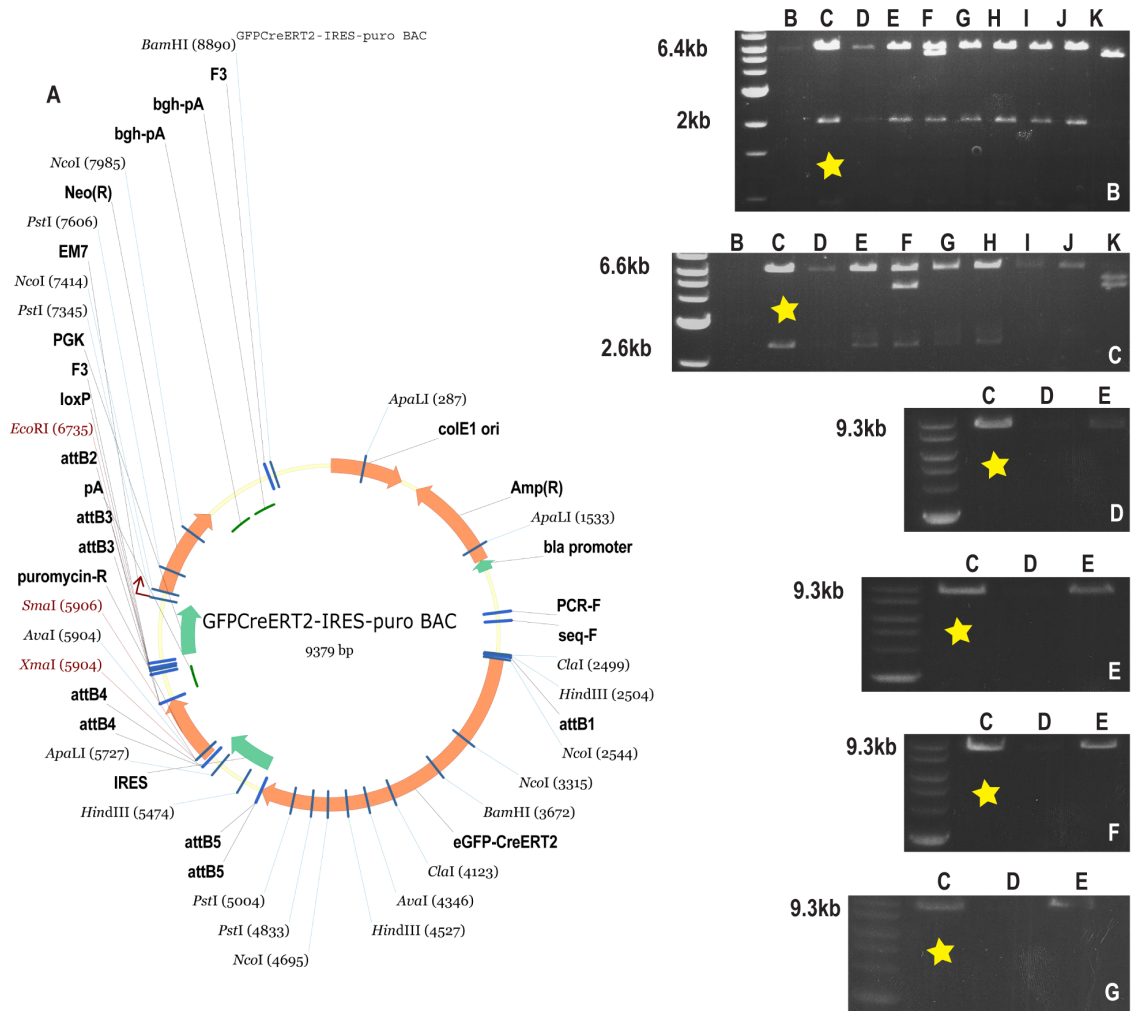 GFPCreERT2-IRES-puro BAC
BamHI (8890)
F3
A
bgh-pA
bgh-pA
NcoI (7985)
Neo(R)
PstI (7606)
EM7
NcoI (7414)
PstI (7345)
PGK
F3
loxP
EcoRI (6735)
attB2
pA
attB3
attB3
puromycin-R
SmaI (5906)
AvaI (5904)
XmaI (5904)
attB4
attB4
ApaLI (5727)
IRES
HindIII (5474)
attB5
attB5
PstI (5004)
PstI (4833)
NcoI (4695)
ApaLI (287)
colE1 ori
Amp(R)
ApaLI (1533)
bla promoter
PCR-F
seq-F
ClaI (2499)
HindIII (2504)
attB1
NcoI (2544)
NcoI (3315)
BamHI (3672)
eGFP-CreERT2
ClaI (4123)
AvaI (4346)
HindIII (4527)
GFPCreERT2-IRES-puro BAC
9379 bp
B C D E F G H I J K
6.4kb
2kb
B
B C D E F G H I J K
6.6kb
2.6kb
C
C D E
9.3kb
D
C D E
9.3kb
E
C D E
9.3kb
F
C D E
9.3kb
G